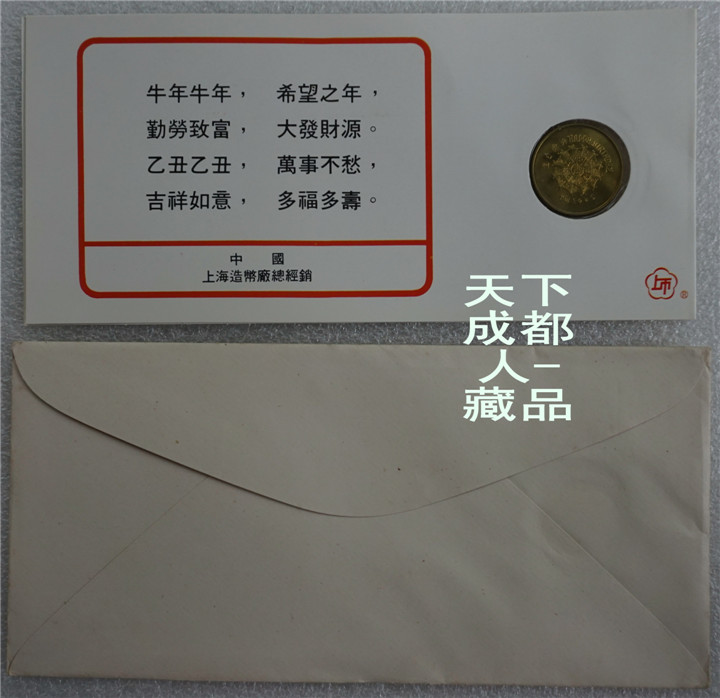 牛年牛年，　希望之年，
勤勞致富，　大發財源。
乙丑乙丑，　萬事不愁，
吉祥如意，　多福多壽。
中　國
上海造幣廠總經銷
上币
®
天下
成都
人-
藏品